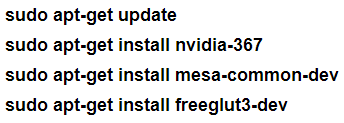 sudo apt-get update
sudo apt-get install nvidia-367
sudo apt-get install mesa-common-dev
sudo apt-get install freeglut3-dev